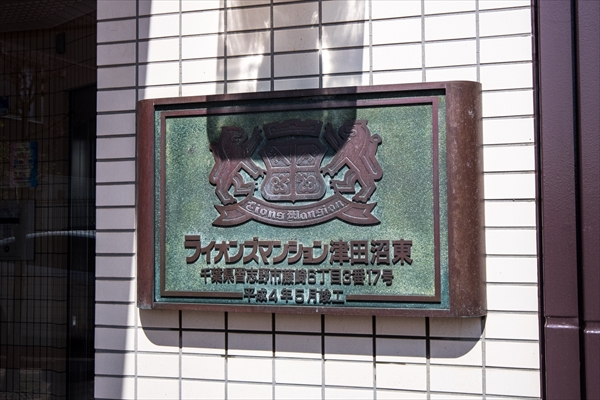 Lions Mansion
ライオンズマンション津田沼東
千葉県習志野市藤崎6丁目8番17号
平成4年5月竣工